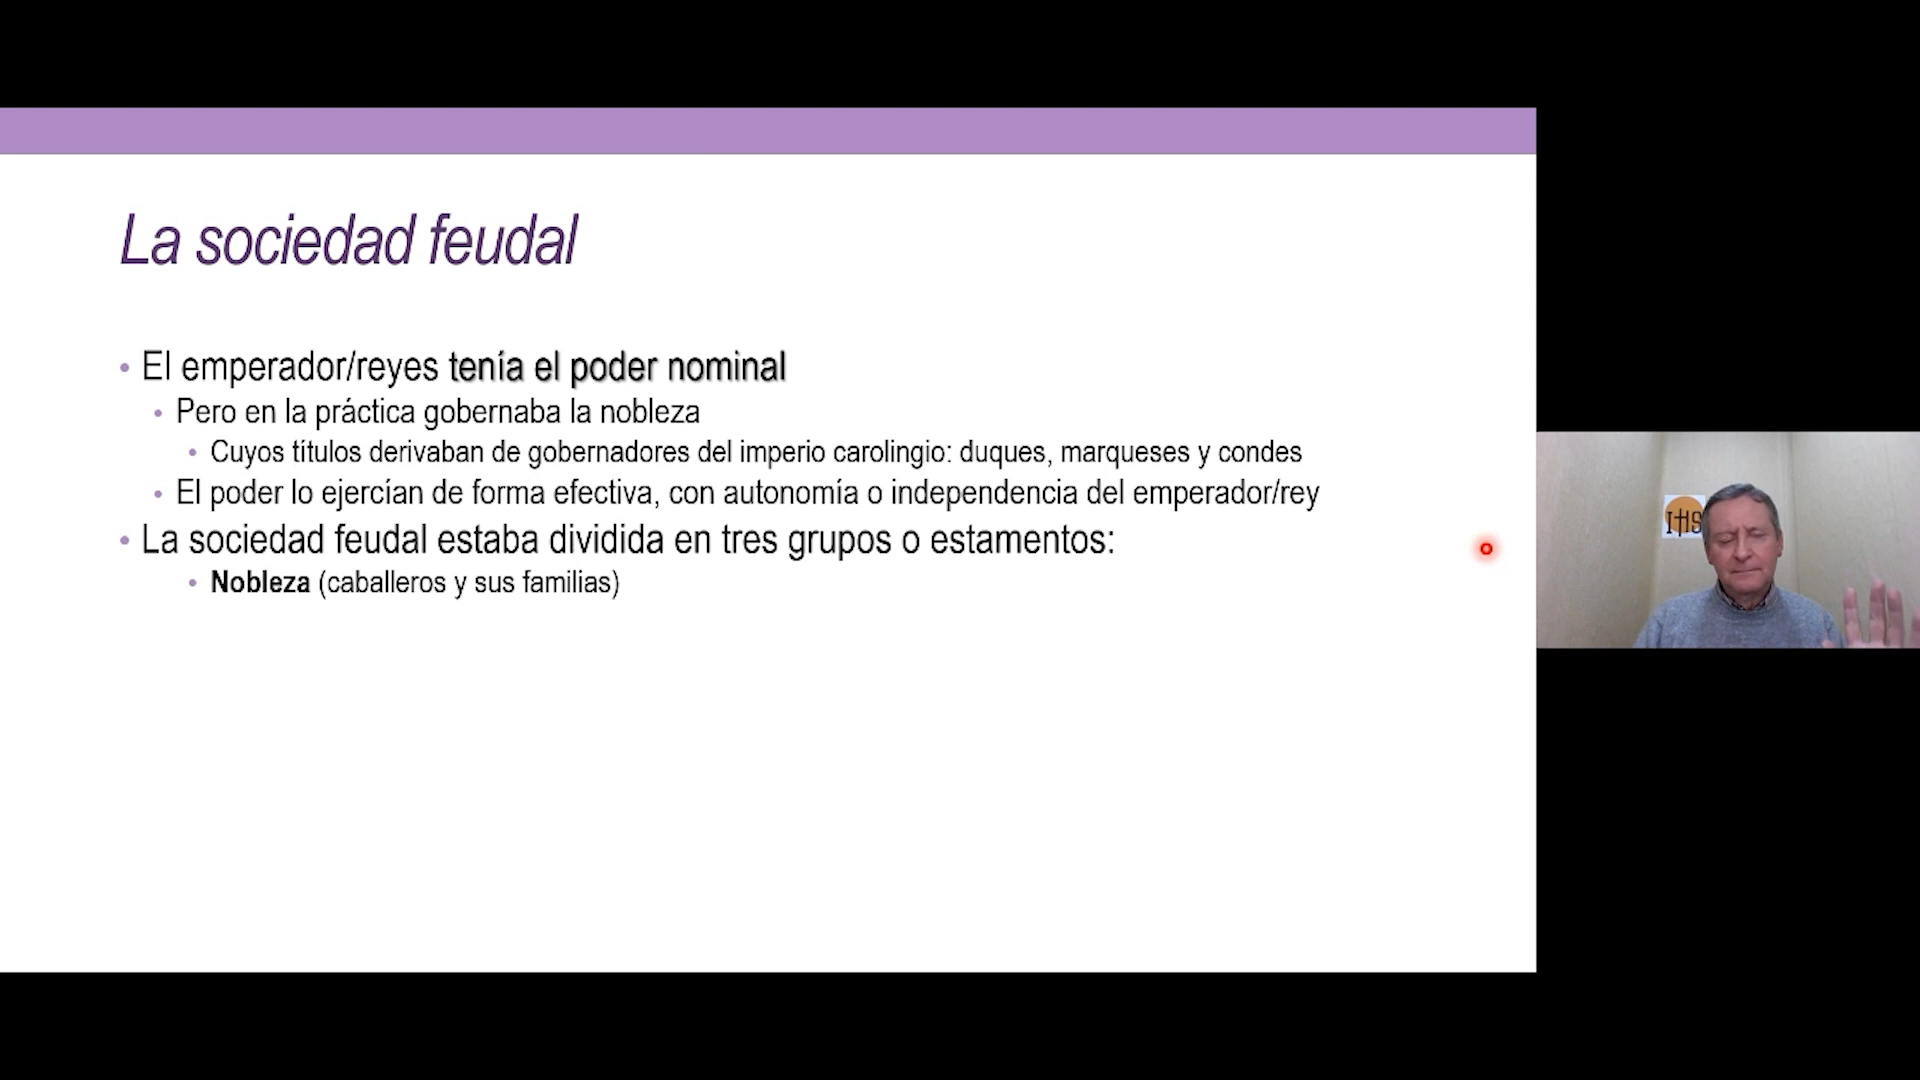 La sociedad feudal
• El emperador/reyes tenía el poder nominal
• Pero en la práctica gobernaba la nobleza
• Cuyos títulos derivaban de gobernadores del imperio carolingio: duques, marqueses y condes
• El poder lo ejercían de forma efectiva, con autonomía o independencia del emperador/rey
• La sociedad feudal estaba dividida en tres grupos o estamentos:
• Nobleza (caballeros y sus familias)
IHS